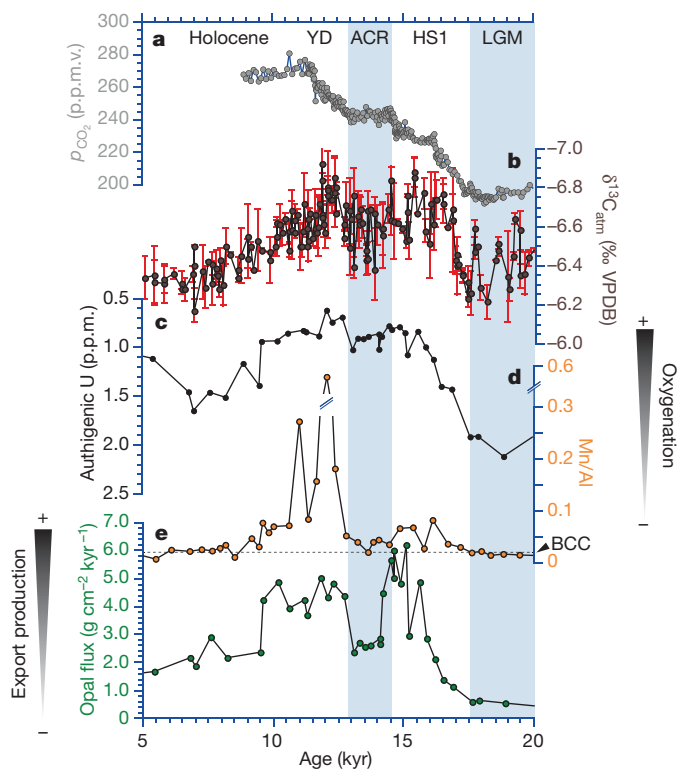 a
Holocene
YD
ACR
HS1
LGM
300
280
260
240
220
200
pCO2 (p.p.m.v.)
b
−7.0
−6.8
−6.6
−6.4
−6.2
−6.0
δ13Catm (‰ VPDB)
c
0.5
1.0
1.5
2.0
2.5
Authigenic U (p.p.m.)
d
0.6
0.3
0.2
0.1
0
Mn/Al
+
Oxygenation
−
BCC
e
7.0
6.0
5.0
4.0
3.0
2.0
1.0
0
Opal flux (g cm−2 kyr−1)
+
Export production
−
5
10
15
20
Age (kyr)